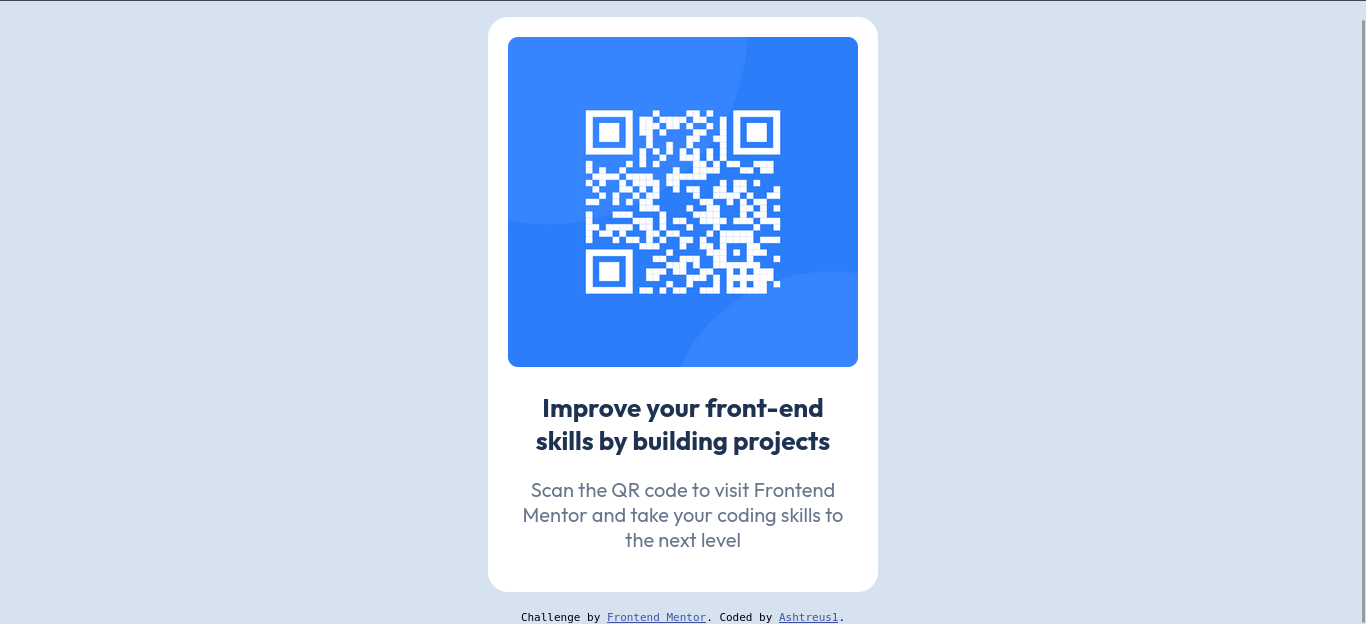 Improve your front-end
skills by building projects
Scan the QR code to visit Frontend
Mentor and take your coding skills to
the next level
Challenge by Frontend Mentor. Coded by Ashtreus1.